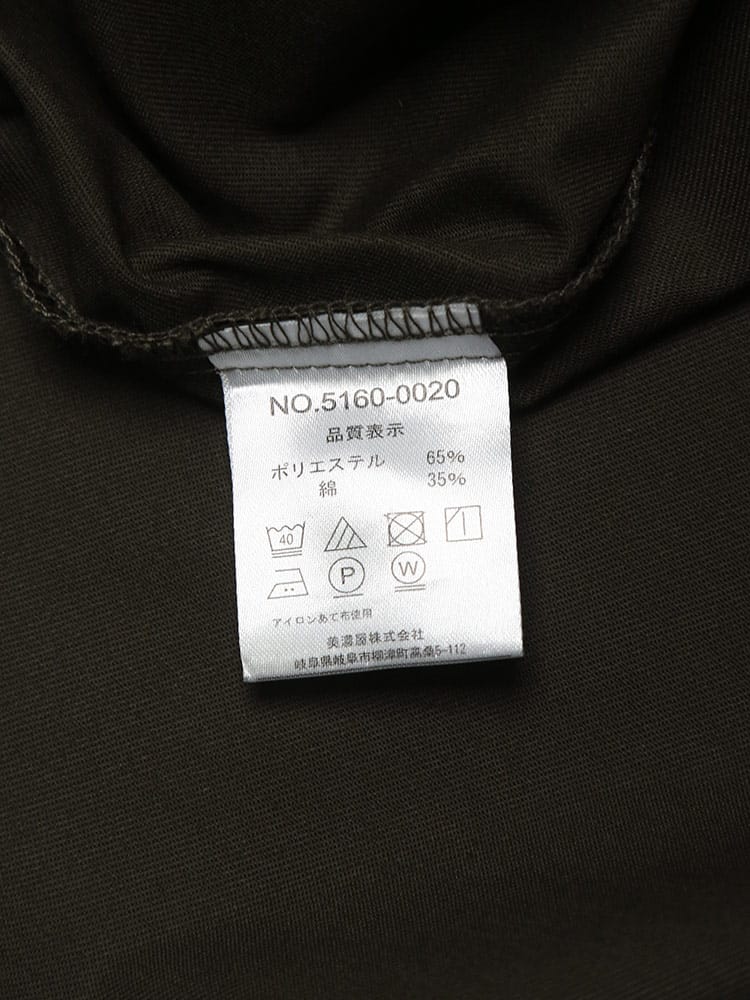 NO.5160-0020
品質表示
ポリエステル 65%
綿 35%
40
P W
アイロンあて布使用
美濃屋株式会社
岐阜県岐阜市柳津町高桑5-112